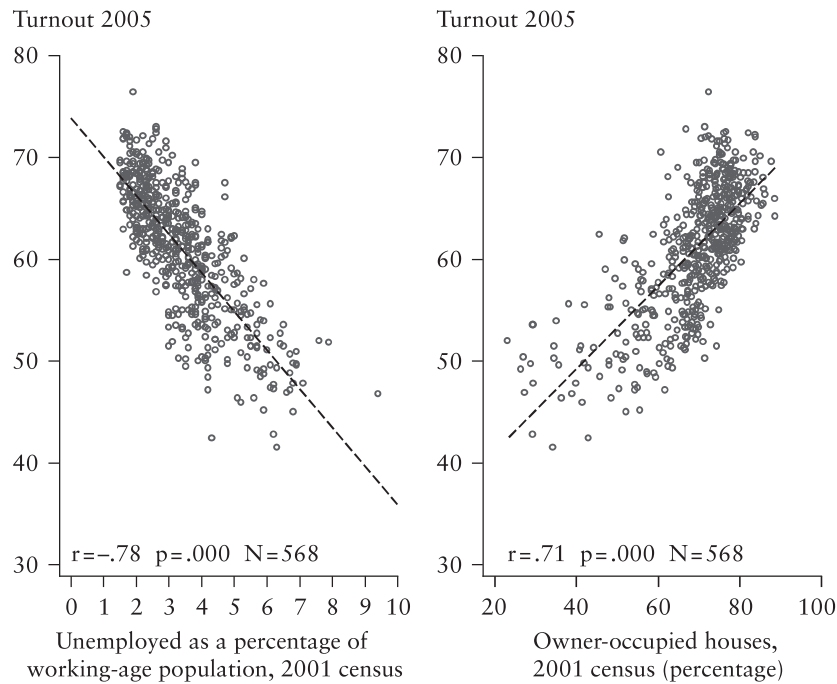 Turnout 2005
80
70
60
50
40
30
r=–.78 p=.000 N=568
0 1 2 3 4 5 6 7 8 9 10
Unemployed as a percentage of
working-age population, 2001 census
Turnout 2005
80
70
60
50
40
30
r=.71 p=.000 N=568
20 40 60 80 100
Owner-occupied houses,
2001 census (percentage)